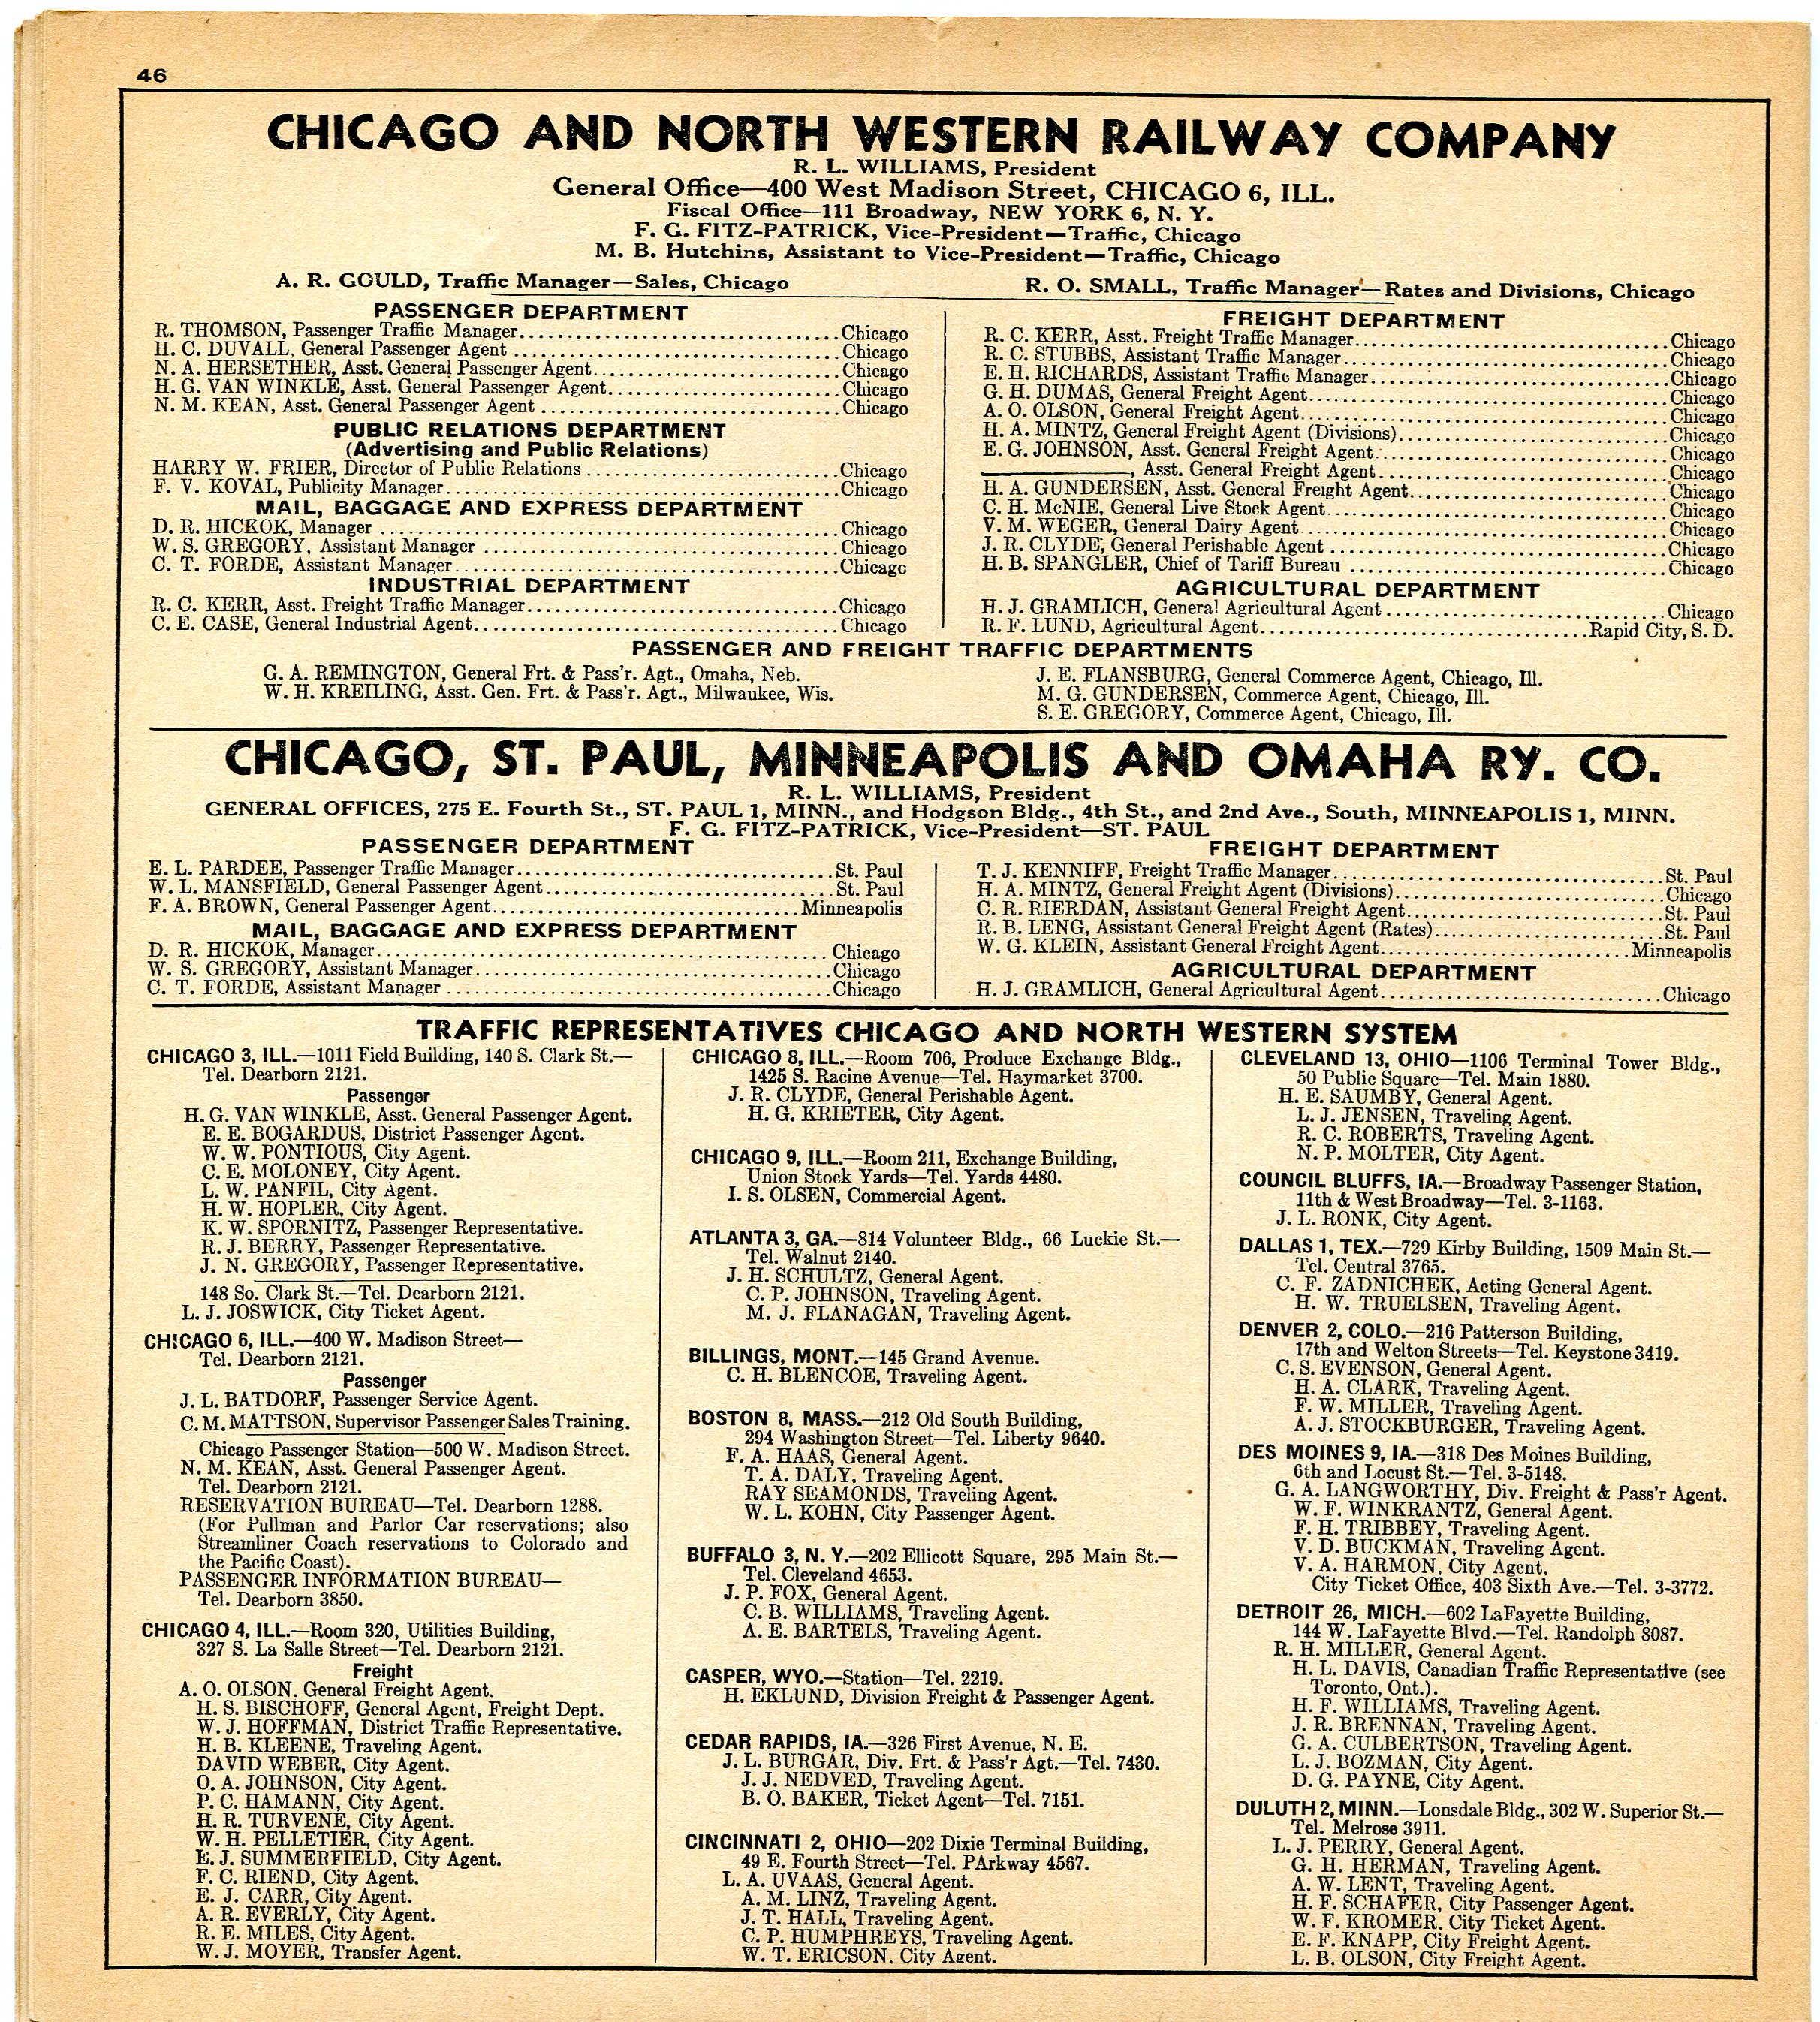 46
CHICAGO AND NORTH WESTERN RAILWAY COMPANY
R. L. WILLIAMS, President
General Office—400 West Madison Street, CHICAGO 6, ILL.
Fiscal Office—111 Broadway, NEW YORK 6, N. Y.
F. G. FITZ-PATRICK, Vice-President—Traffic, Chicago
M. B. Hutchins, Assistant to Vice-President—Traffic, Chicago
A. R. GOULD, Traffic Manager—Sales, Chicago
R. O. SMALL, Traffic Manager—Rates and Divisions, Chicago
PASSENGER DEPARTMENT
R. THOMSON, Passenger Traffic Manager....Chicago
H. C. DUVALL, General Passenger Agent....Chicago
N. A. HERSETHER, Asst. General Passenger Agent....Chicago
H. G. VAN WINKLE, Asst. General Passenger Agent....Chicago
N. M. KEAN, Asst. General Passenger Agent....Chicago
PUBLIC RELATIONS DEPARTMENT
(Advertising and Public Relations)
HARRY W. FRIER, Director of Public Relations....Chicago
F. V. KOVAL, Publicity Manager....Chicago
MAIL, BAGGAGE AND EXPRESS DEPARTMENT
D. R. HICKOK, Manager....Chicago
W. S. GREGORY, Assistant Manager....Chicago
C. T. FORDE, Assistant Manager....Chicago
INDUSTRIAL DEPARTMENT
R. C. KERR, Asst. Freight Traffic Manager....Chicago
C. E. CASE, General Industrial Agent....Chicago
FREIGHT DEPARTMENT
R. C. KERR, Asst. Freight Traffic Manager....Chicago
R. C. STUBBS, Assistant Traffic Manager....Chicago
E. H. RICHARDS, Assistant Traffic Manager....Chicago
G. H. DUMAS, General Freight Agent....Chicago
A. O. OLSON, General Freight Agent....Chicago
H. A. MINTZ, General Freight Agent (Divisions)....Chicago
E. G. JOHNSON, Asst. General Freight Agent....Chicago
————, Asst. General Freight Agent....Chicago
H. A. GUNDERSEN, Asst. General Freight Agent....Chicago
C. H. McNIE, General Live Stock Agent....Chicago
V. M. WEGER, General Dairy Agent....Chicago
J. R. CLYDE, General Perishable Agent....Chicago
H. B. SPANGLER, Chief of Tariff Bureau....Chicago
AGRICULTURAL DEPARTMENT
H. J. GRAMLICH, General Agricultural Agent....Chicago
R. F. LUND, Agricultural Agent....Rapid City, S. D.
PASSENGER AND FREIGHT TRAFFIC DEPARTMENTS
G. A. REMINGTON, General Frt. & Pass'r. Agt., Omaha, Neb.
W. H. KREILING, Asst. Gen. Frt. & Pass'r. Agt., Milwaukee, Wis.
J. E. FLANSBURG, General Commerce Agent, Chicago, Ill.
M. G. GUNDERSEN, Commerce Agent, Chicago, Ill.
S. E. GREGORY, Commerce Agent, Chicago, Ill.
CHICAGO, ST. PAUL, MINNEAPOLIS AND OMAHA RY. CO.
R. L. WILLIAMS, President
GENERAL OFFICES, 275 E. Fourth St., ST. PAUL 1, MINN., and Hodgson Bldg., 4th St., and 2nd Ave., South, MINNEAPOLIS 1, MINN.
F. G. FITZ-PATRICK, Vice-President—ST. PAUL
PASSENGER DEPARTMENT
E. L. PARDEE, Passenger Traffic Manager....St. Paul
W. L. MANSFIELD, General Passenger Agent....St. Paul
F. A. BROWN, General Passenger Agent....Minneapolis
MAIL, BAGGAGE AND EXPRESS DEPARTMENT
D. R. HICKOK, Manager....Chicago
W. S. GREGORY, Assistant Manager....Chicago
C. T. FORDE, Assistant Manager....Chicago
FREIGHT DEPARTMENT
T. J. KENNIFF, Freight Traffic Manager....St. Paul
H. A. MINTZ, General Freight Agent (Divisions)....Chicago
C. R. RIERDAN, Assistant General Freight Agent....St. Paul
R. B. LENG, Assistant General Freight Agent (Rates)....St. Paul
W. G. KLEIN, Assistant General Freight Agent....Minneapolis
AGRICULTURAL DEPARTMENT
H. J. GRAMLICH, General Agricultural Agent....Chicago
TRAFFIC REPRESENTATIVES CHICAGO AND NORTH WESTERN SYSTEM
CHICAGO 3, ILL.—1011 Field Building, 140 S. Clark St.—
Tel. Dearborn 2121.
Passenger
H. G. VAN WINKLE, Asst. General Passenger Agent.
E. E. BOGARDUS, District Passenger Agent.
W. W. PONTIOUS, City Agent.
C. E. MOLONEY, City Agent.
L. W. PANFIL, City Agent.
H. W. HOPLER, City Agent.
K. W. SPORNITZ, Passenger Representative.
R. J. BERRY, Passenger Representative.
J. N. GREGORY, Passenger Representative.
148 So. Clark St.—Tel. Dearborn 2121.
L. J. JOSWICK, City Ticket Agent.
CHICAGO 6, ILL.—400 W. Madison Street—
Tel. Dearborn 2121.
Passenger
J. L. BATDORF, Passenger Service Agent.
C. M. MATTSON, Supervisor Passenger Sales Training.
Chicago Passenger Station—500 W. Madison Street.
N. M. KEAN, Asst. General Passenger Agent.
Tel. Dearborn 2121.
RESERVATION BUREAU—Tel. Dearborn 1288.
(For Pullman and Parlor Car reservations; also
Streamliner Coach reservations to Colorado and
the Pacific Coast).
PASSENGER INFORMATION BUREAU—
Tel. Dearborn 3850.
CHICAGO 4, ILL.—Room 320, Utilities Building,
327 S. La Salle Street—Tel. Dearborn 2121.
Freight
A. O. OLSON, General Freight Agent.
H. S. BISCHOFF, General Agent, Freight Dept.
W. J. HOFFMAN, District Traffic Representative.
H. B. KLEENE, Traveling Agent.
DAVID WEBER, City Agent.
O. A. JOHNSON, City Agent.
P. C. HAMANN, City Agent.
H. R. TURVENE, City Agent.
W. H. PELLETIER, City Agent.
E. J. SUMMERFIELD, City Agent.
F. C. RIEND, City Agent.
E. J. CARR, City Agent.
A. R. EVERLY, City Agent.
R. E. MILES, City Agent.
W. J. MOYER, Transfer Agent.
CHICAGO 8, ILL.—Room 706, Produce Exchange Bldg.,
1425 S. Racine Avenue—Tel. Haymarket 3700.
J. R. CLYDE, General Perishable Agent.
H. G. KRIETER, City Agent.
CHICAGO 9, ILL.—Room 211, Exchange Building,
Union Stock Yards—Tel. Yards 4480.
I. S. OLSEN, Commercial Agent.
ATLANTA 3, GA.—814 Volunteer Bldg., 66 Luckie St.—
Tel. Walnut 2140.
J. H. SCHULTZ, General Agent.
C. P. JOHNSON, Traveling Agent.
M. J. FLANAGAN, Traveling Agent.
BILLINGS, MONT.—145 Grand Avenue.
C. H. BLENCOE, Traveling Agent.
BOSTON 8, MASS.—212 Old South Building,
294 Washington Street—Tel. Liberty 9640.
F. A. HAAS, General Agent.
T. A. DALY, Traveling Agent.
RAY SEAMONDS, Traveling Agent.
W. L. KOHN, City Passenger Agent.
BUFFALO 3, N. Y.—202 Ellicott Square, 295 Main St.—
Tel. Cleveland 4653.
J. P. FOX, General Agent.
C. B. WILLIAMS, Traveling Agent.
A. E. BARTELS, Traveling Agent.
CASPER, WYO.—Station—Tel. 2219.
H. EKLUND, Division Freight & Passenger Agent.
CEDAR RAPIDS, IA.—326 First Avenue, N. E.
J. L. BURGAR, Div. Frt. & Pass'r Agt.—Tel. 7430.
J. J. NEDVED, Traveling Agent.
B. O. BAKER, Ticket Agent—Tel. 7151.
CINCINNATI 2, OHIO—202 Dixie Terminal Building,
49 E. Fourth Street—Tel. PArkway 4567.
L. A. UVAAS, General Agent.
A. M. LINZ, Traveling Agent.
J. T. HALL, Traveling Agent.
C. P. HUMPHREYS, Traveling Agent.
W. T. ERICSON, City Agent.
CLEVELAND 13, OHIO—1106 Terminal Tower Bldg.,
50 Public Square—Tel. Main 1880.
H. E. SAUMBY, General Agent.
L. J. JENSEN, Traveling Agent.
R. C. ROBERTS, Traveling Agent.
N. P. MOLTER, City Agent.
COUNCIL BLUFFS, IA.—Broadway Passenger Station,
11th & West Broadway—Tel. 3-1163.
J. L. RONK, City Agent.
DALLAS 1, TEX.—729 Kirby Building, 1509 Main St.—
Tel. Central 3765.
C. F. ZADNICHEK, Acting General Agent.
H. W. TRUELSEN, Traveling Agent.
DENVER 2, COLO.—216 Patterson Building,
17th and Welton Streets—Tel. Keystone 3419.
C. S. EVENSON, General Agent.
H. A. CLARK, Traveling Agent.
F. W. MILLER, Traveling Agent.
A. J. STOCKBURGER, Traveling Agent.
DES MOINES 9, IA.—318 Des Moines Building,
6th and Locust St.—Tel. 3-5148.
G. A. LANGWORTHY, Div. Freight & Pass'r Agent.
W. F. WINKRANTZ, General Agent.
F. H. TRIBBEY, Traveling Agent.
V. D. BUCKMAN, Traveling Agent.
V. A. HARMON, City Agent.
City Ticket Office, 403 Sixth Ave.—Tel. 3-3772.
DETROIT 26, MICH.—602 LaFayette Building,
144 W. LaFayette Blvd.—Tel. Randolph 8087.
R. H. MILLER, General Agent.
H. L. DAVIS, Canadian Traffic Representative (see
Toronto, Ont.).
H. F. WILLIAMS, Traveling Agent.
J. R. BRENNAN, Traveling Agent.
G. A. CULBERTSON, Traveling Agent.
L. J. BOZMAN, City Agent.
D. G. PAYNE, City Agent.
DULUTH 2, MINN.—Lonsdale Bldg., 302 W. Superior St.—
Tel. Melrose 3911.
L. J. PERRY, General Agent.
G. H. HERMAN, Traveling Agent.
A. W. LENT, Traveling Agent.
H. F. SCHAFER, City Passenger Agent.
W. F. KROMER, City Ticket Agent.
E. F. KNAPP, City Freight Agent.
L. B. OLSON, City Freight Agent.